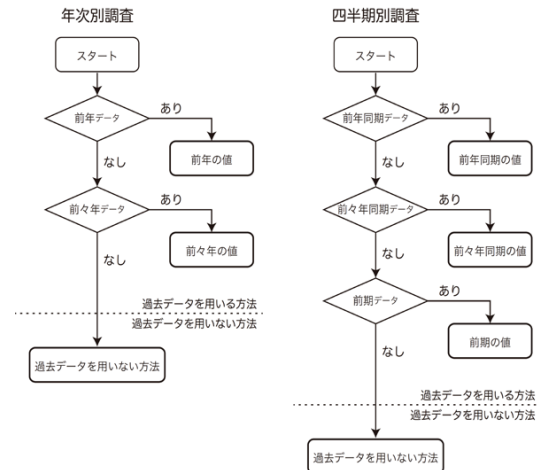 年次別調査
スタート
前年データ
あり
前年の値
なし
前々年データ
あり
前々年の値
なし
過去データを用いる方法
過去データを用いない方法
過去データを用いない方法
四半期別調査
スタート
前年同期データ
あり
前年同期の値
なし
前々年同期データ
あり
前々年同期の値
なし
前期データ
あり
前期の値
なし
過去データを用いる方法
過去データを用いない方法
過去データを用いない方法